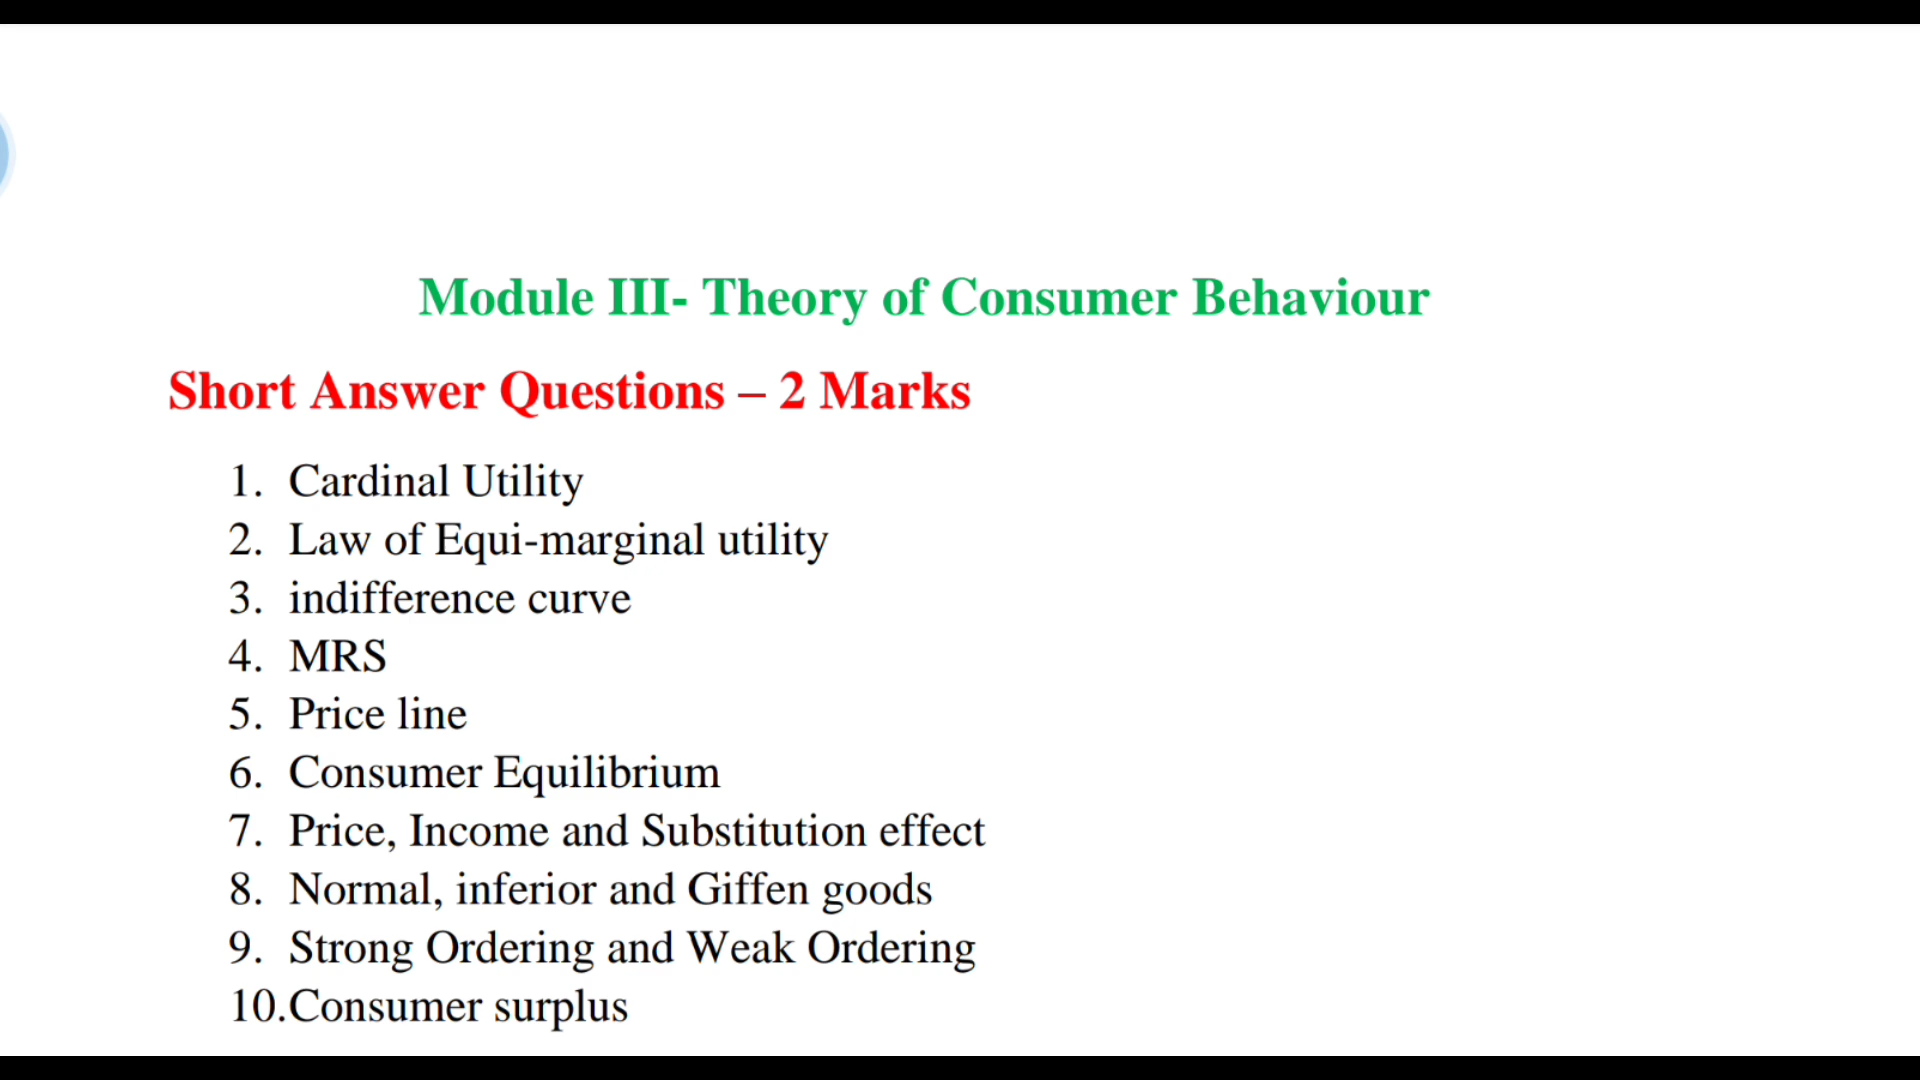 Module III- Theory of Consumer Behaviour
Short Answer Questions – 2 Marks
1. Cardinal Utility
2. Law of Equi-marginal utility
3. indifference curve
4. MRS
5. Price line
6. Consumer Equilibrium
7. Price, Income and Substitution effect
8. Normal, inferior and Giffen goods
9. Strong Ordering and Weak Ordering
10.Consumer surplus